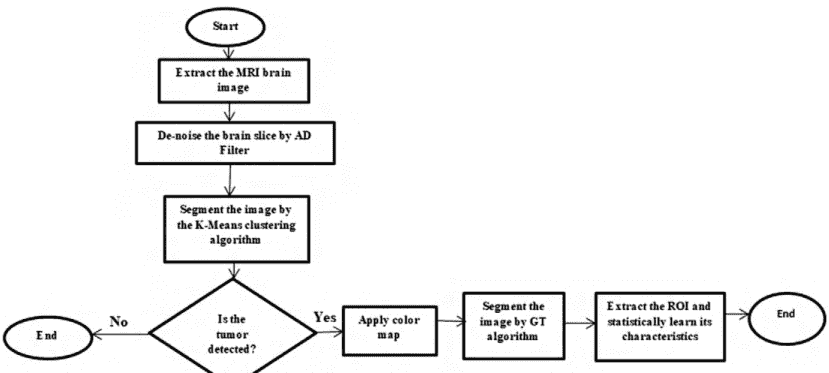 Start
Extract the MRI brain
image
De-noise the brain slice by AD
Filter
Segment the image by
the K-Means clustering
algorithm
Is the
tumor
detected?
No
End
Yes
Apply color
map
Segment the
image by GT
algorithm
Extract the ROI and
statistically learn its
characteristics
End